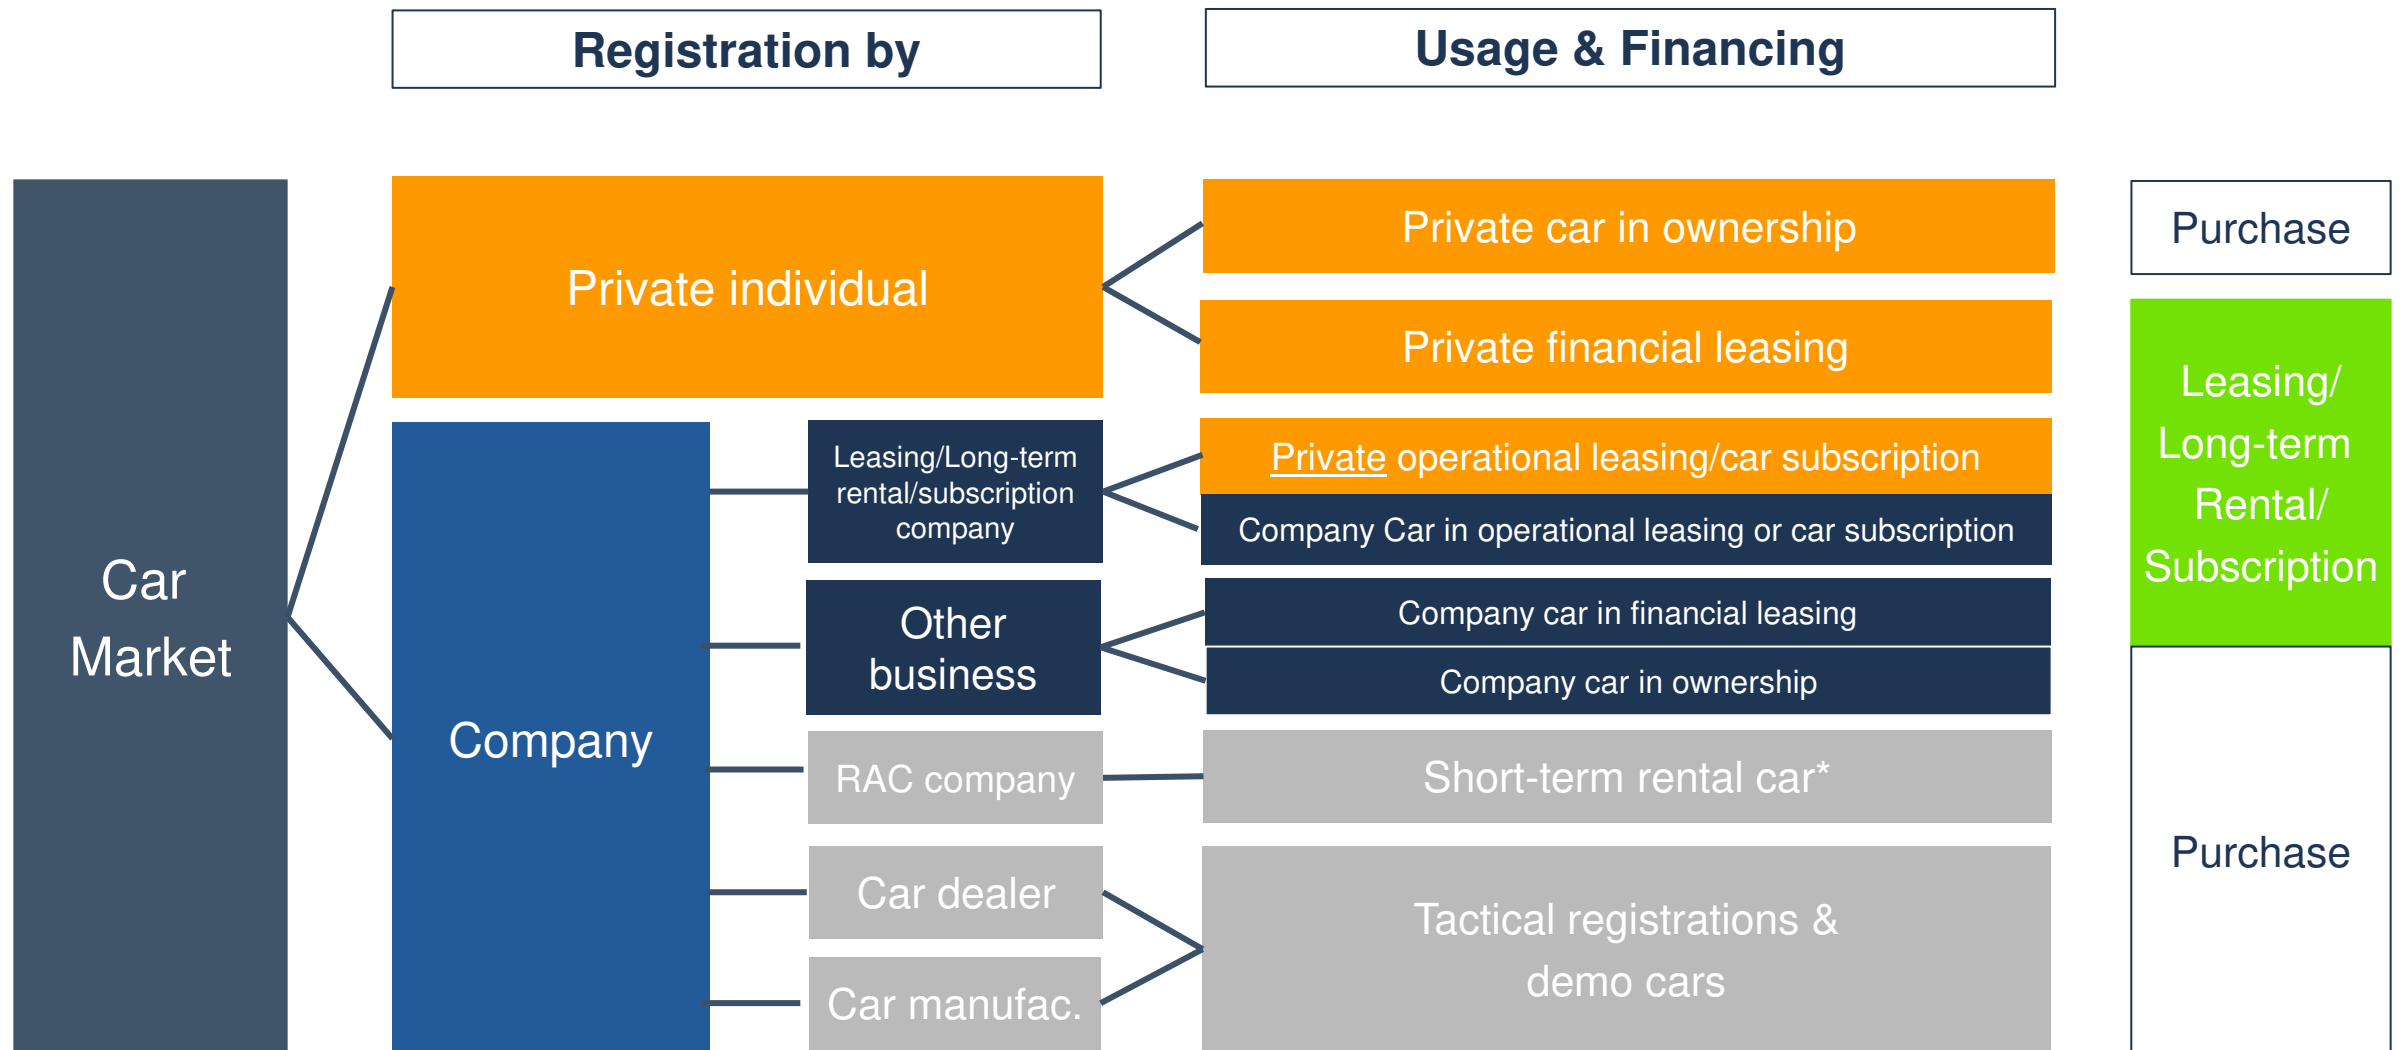 Registration by
Usage & Financing
Car
Market
Private individual
Company
Leasing/Long-term
rental/subscription
company
Other
business
RAC company
Car dealer
Car manufac.
Private car in ownership
Private financial leasing
Private operational leasing/car subscription
Company Car in operational leasing or car subscription
Company car in financial leasing
Company car in ownership
Short-term rental car*
Tactical registrations &
demo cars
Purchase
Leasing/
Long-term
Rental/
Subscription
Purchase